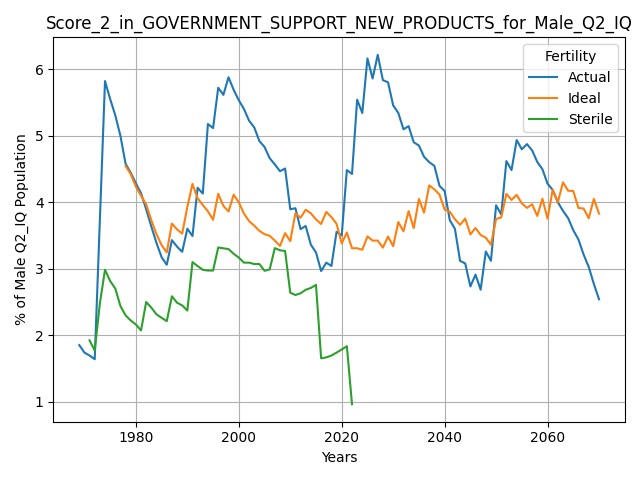 Score_2_in_GOVERNMENT_SUPPORT_NEW_PRODUCTS_for_Male_Q2_IQ
Fertility
Actual
Ideal
Sterile
% of Male Q2_IQ Population
6
5
4
3
2
1
1980 2000 2020 2040 2060
Years